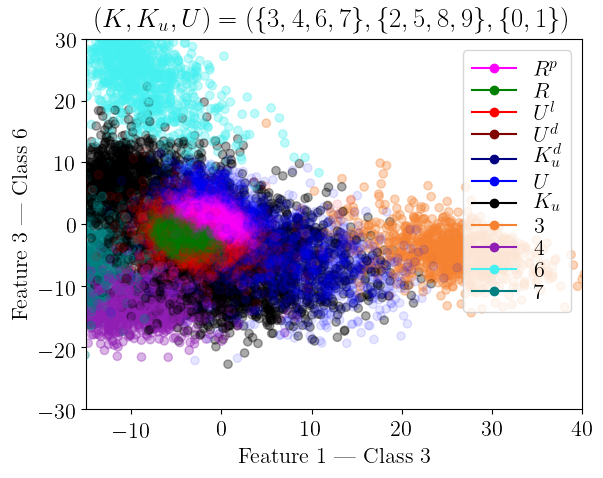 (K, K_u, U) = ({3, 4, 6, 7}, {2, 5, 8, 9}, {0, 1})
Feature 3 — Class 6
30
20
10
0
−10
−20
−30
R^p
R
U^l
U^d
K_u^d
U
K_u
3
4
6
7
−10
0
10
20
30
40
Feature 1 — Class 3